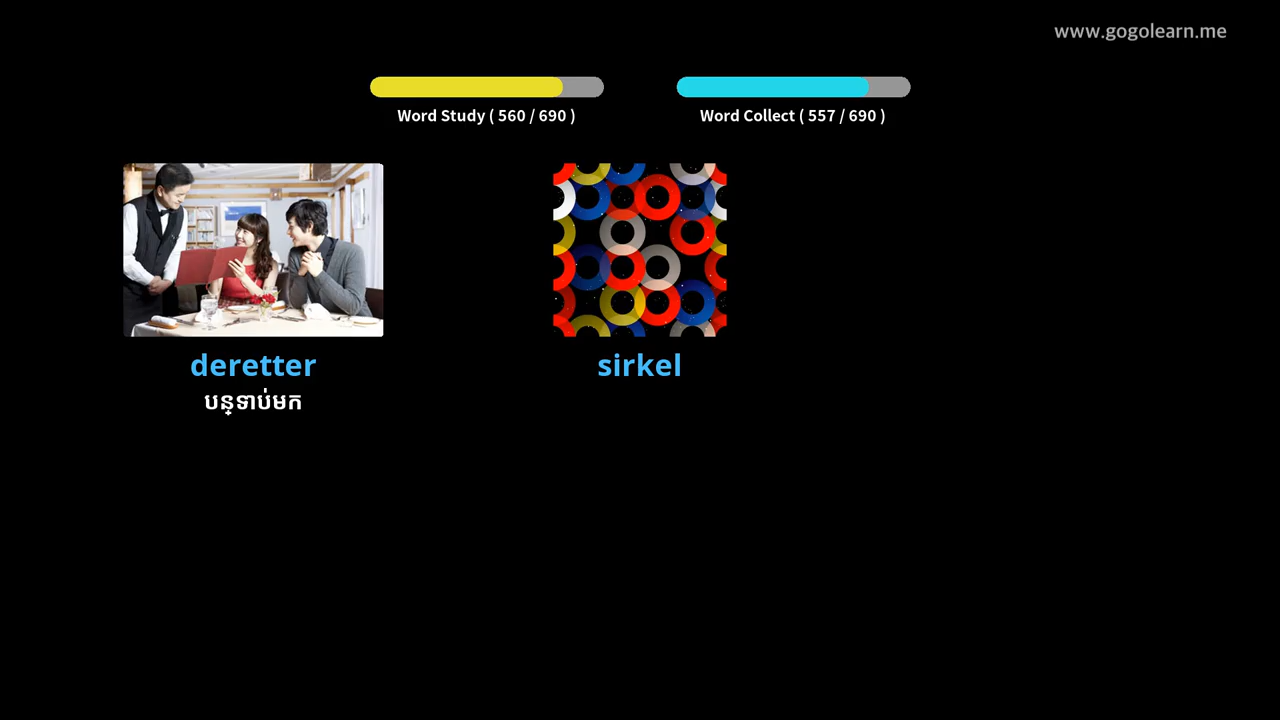 www.gogolearn.me
Word Study ( 560 / 690 )
Word Collect ( 557 / 690 )
deretter
sirkel
បន្ទាប់មក